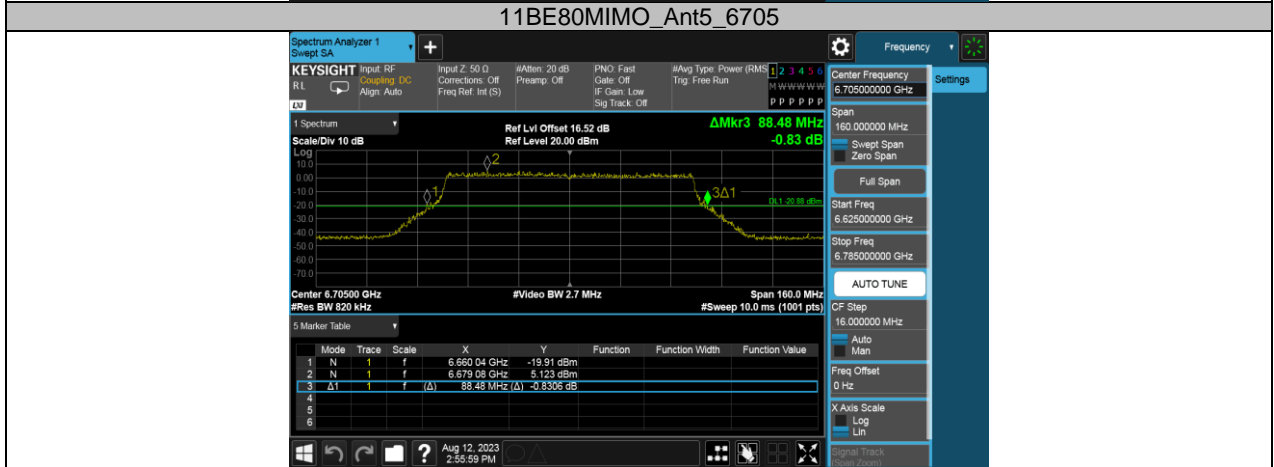 11BE80MIMO_Ant5_6705
Spectrum Analyzer 1
Swept SA
Frequency
KEYSIGHT
RL
LXI
Input: RF
Coupling: DC
Align: Auto
Input Z: 50 Ω
Corrections: Off
Freq Ref: Int (S)
#Atten: 20 dB
Preamp: Off
PNO: Fast
Gate: Off
IF Gain: Low
Sig Track: Off
#Avg Type: Power (RMS
Trig: Free Run
1 2 3 4 5 6
M W W W W W
P P P P P P
1 Spectrum
Scale/Div 10 dB
Ref Lvl Offset 16.52 dB
Ref Level 20.00 dBm
ΔMkr3 88.48 MHz
-0.83 dB
Log
10.0
0.00
-10.0
-20.0
-30.0
-40.0
-50.0
-60.0
-70.0
1
2
3Δ1
DL1 -20.88 dBm
Center 6.70500 GHz
#Res BW 820 kHz
#Video BW 2.7 MHz
Span 160.0 MHz
#Sweep 10.0 ms (1001 pts)
5 Marker Table
Mode Trace Scale X Y Function Function Width Function Value
1 N 1 f 6.660 04 GHz -19.91 dBm
2 N 1 f 6.679 08 GHz 5.123 dBm
3 Δ1 1 f (Δ) 88.48 MHz (Δ) -0.8306 dB
4
5
6
Center Frequency
6.705000000 GHz
Settings
Span
160.000000 MHz
Swept Span
Zero Span
Full Span
Start Freq
6.625000000 GHz
Stop Freq
6.785000000 GHz
AUTO TUNE
CF Step
16.000000 MHz
Auto
Man
Freq Offset
0 Hz
X Axis Scale
Log
Lin
Signal Track
(Span Zoom)
Aug 12, 2023
2:55:59 PM